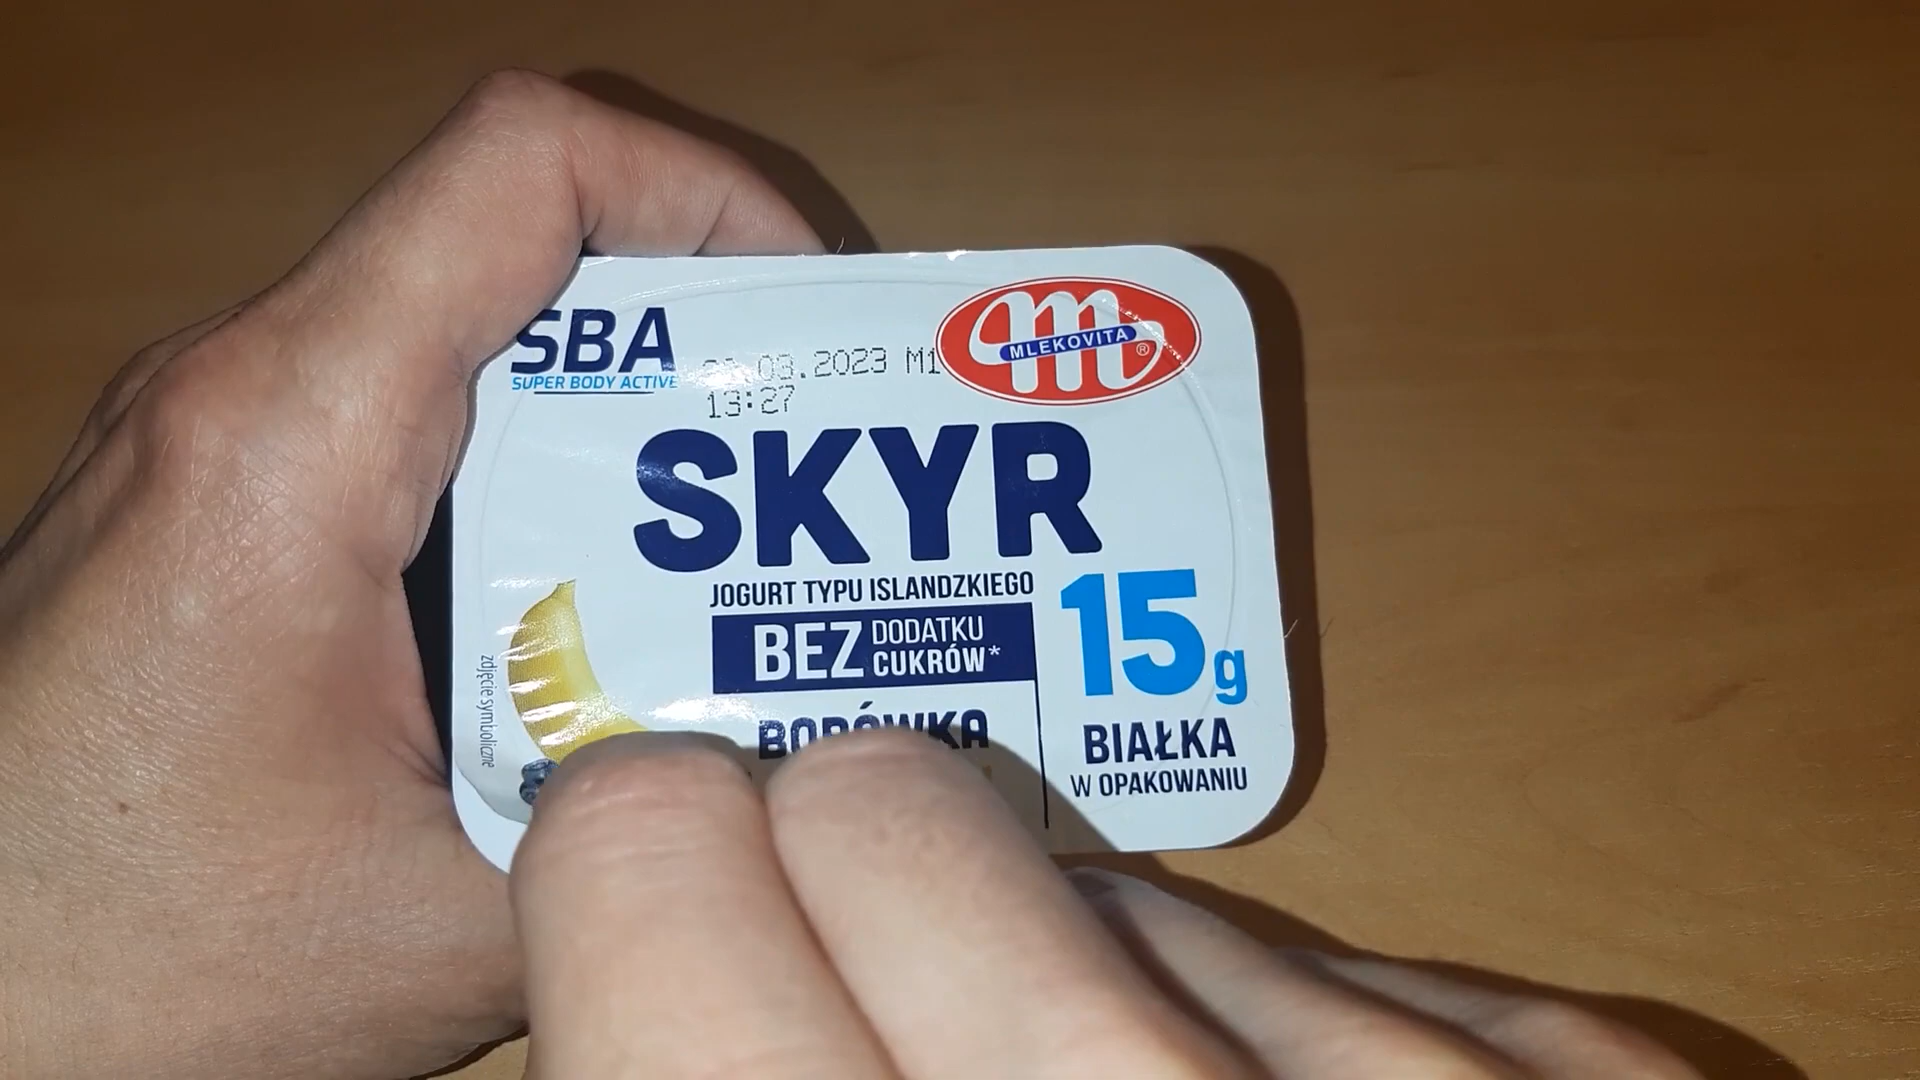 SBA
SUPER BODY ACTIVE
.03.2023 M1
13:27
MLEKOVITA®
SKYR
JOGURT TYPU ISLANDZKIEGO
BEZ DODATKU CUKRÓW*
15g
BIAŁKA
W OPAKOWANIU
BORÓWKA
zdjęcie symboliczne